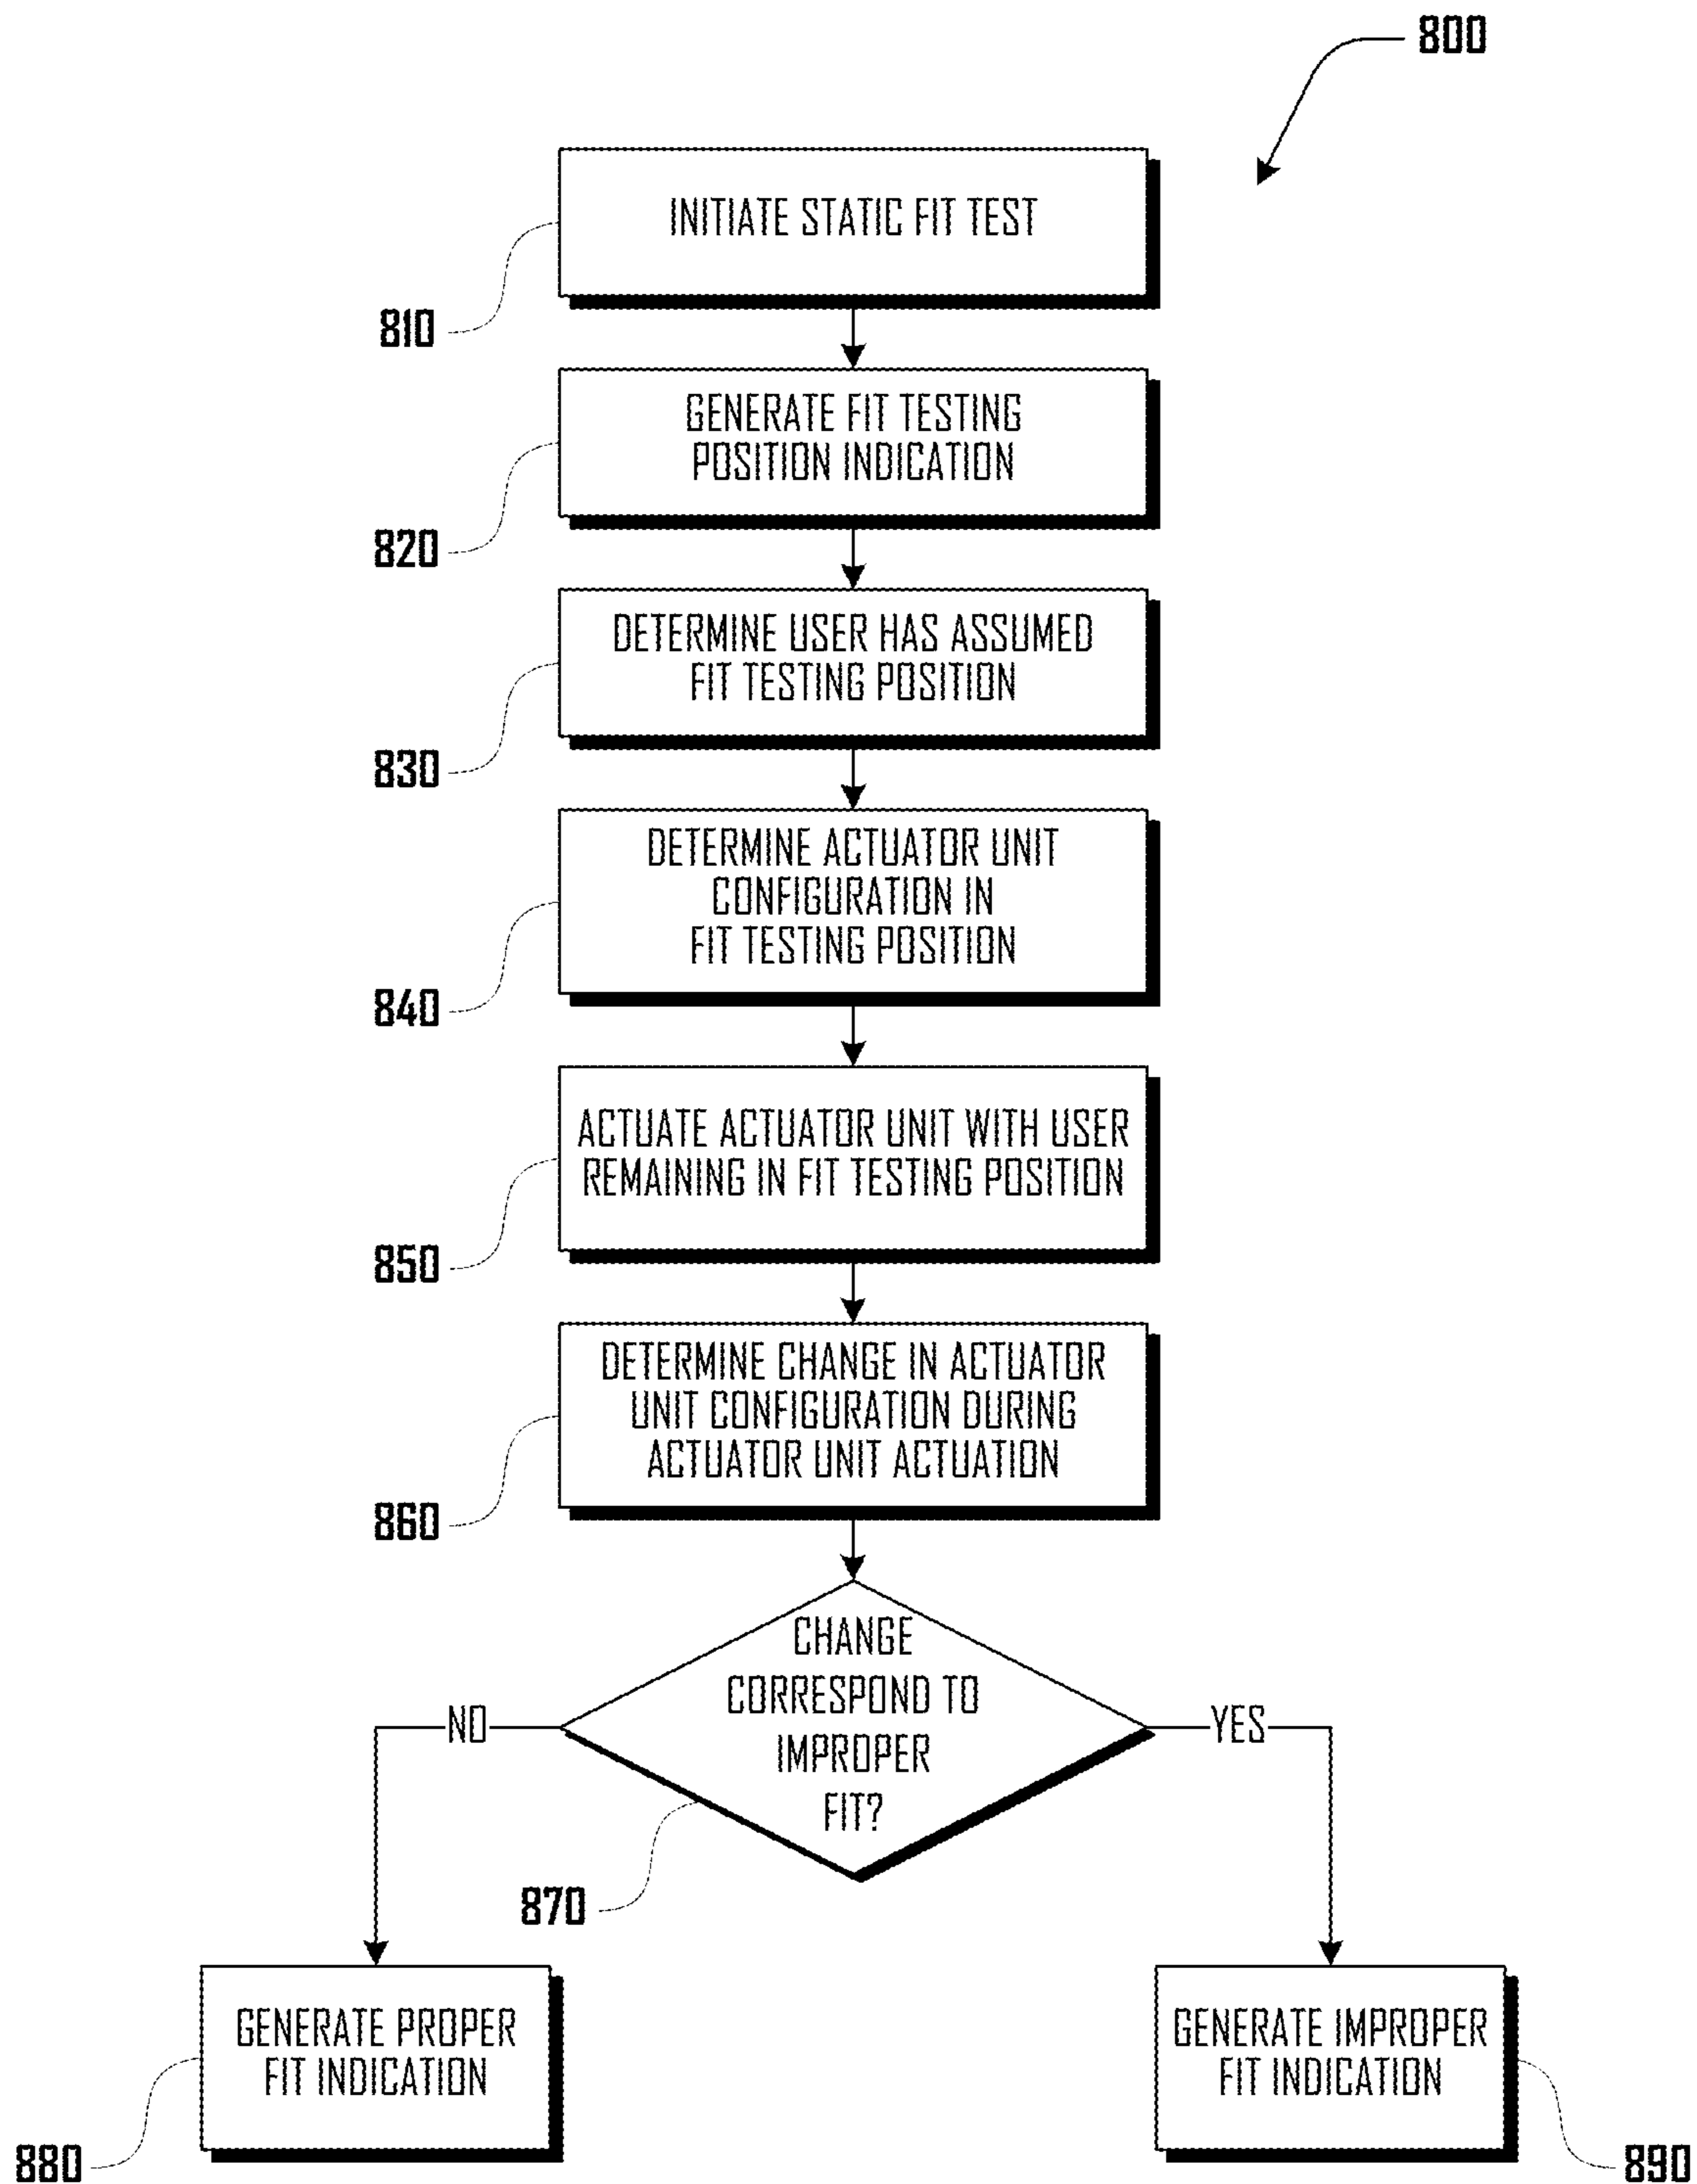 800
INITIATE STATIC FIT TEST
810
GENERATE FIT TESTING
POSITION INDICATION
820
DETERMINE USER HAS ASSUMED
FIT TESTING POSITION
830
DETERMINE ACTUATOR UNIT
CONFIGURATION IN
FIT TESTING POSITION
840
ACTUATE ACTUATOR UNIT WITH USER
REMAINING IN FIT TESTING POSITION
850
DETERMINE CHANGE IN ACTUATOR
UNIT CONFIGURATION DURING
ACTUATOR UNIT ACTUATION
860
CHANGE
CORRESPOND TO
IMPROPER
FIT?
NO
YES
870
GENERATE PROPER
FIT INDICATION
880
GENERATE IMPROPER
FIT INDICATION
890